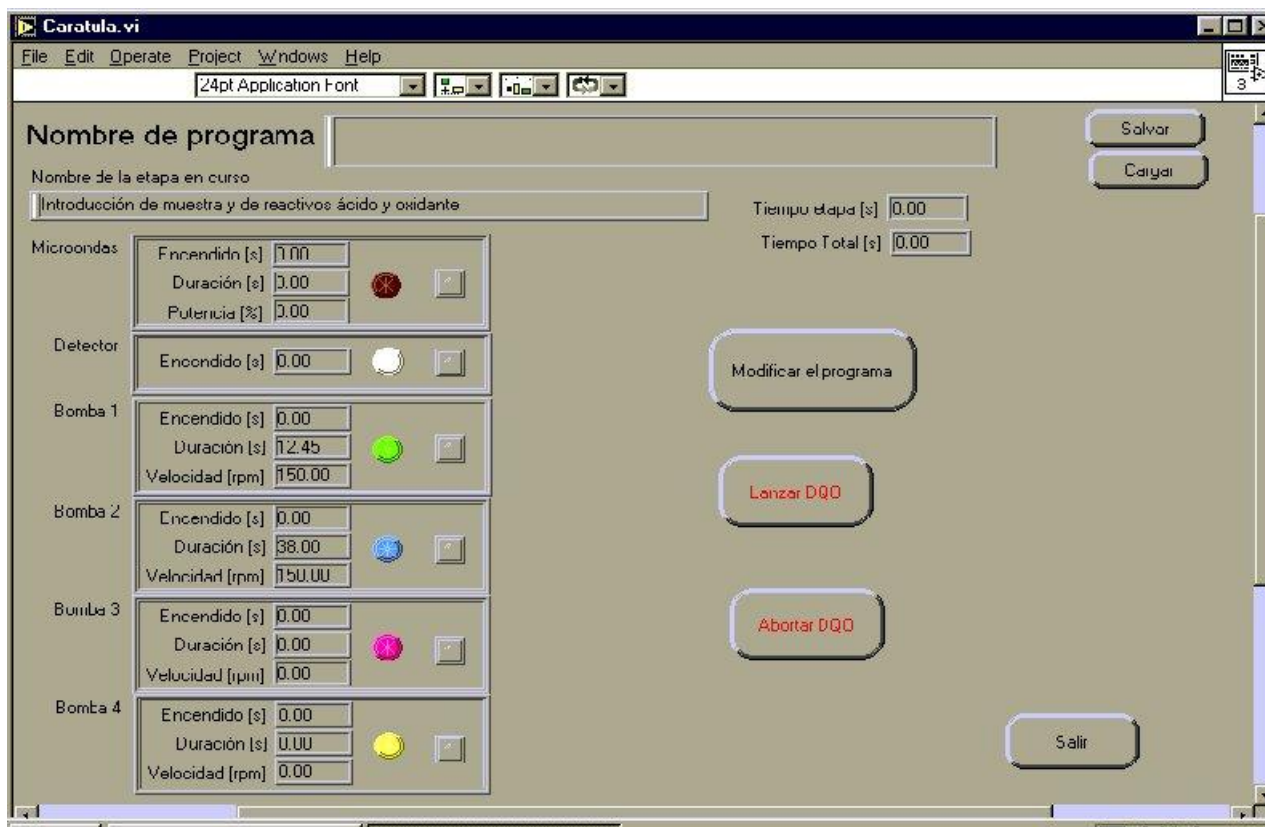 Caratula.vi
File Edit Operate Project Windows Help
24pt Application Font
3
Nombre de programa
Salvar
Cargar
Nombre de la etapa en curso
Introducción de muestra y de reactivos ácido y oxidante
Tiempo etapa [s] 0.00
Tiempo Total [s] 0.00
Microondas
Encendido [s] 0.00
Duración [s] 0.00
Potencia [%] 0.00
Detector
Encendido [s] 0.00
Modificar el programa
Bomba 1
Encendido [s] 0.00
Duración [s] 12.45
Velocidad [rpm] 150.00
Lanzar DQO
Bomba 2
Encendido [s] 0.00
Duración [s] 38.00
Velocidad [rpm] 150.00
Bomba 3
Encendido [s] 0.00
Duración [s] 0.00
Velocidad [rpm] 0.00
Abortar DQO
Bomba 4
Encendido [s] 0.00
Duración [s] 0.00
Velocidad [rpm] 0.00
Salir